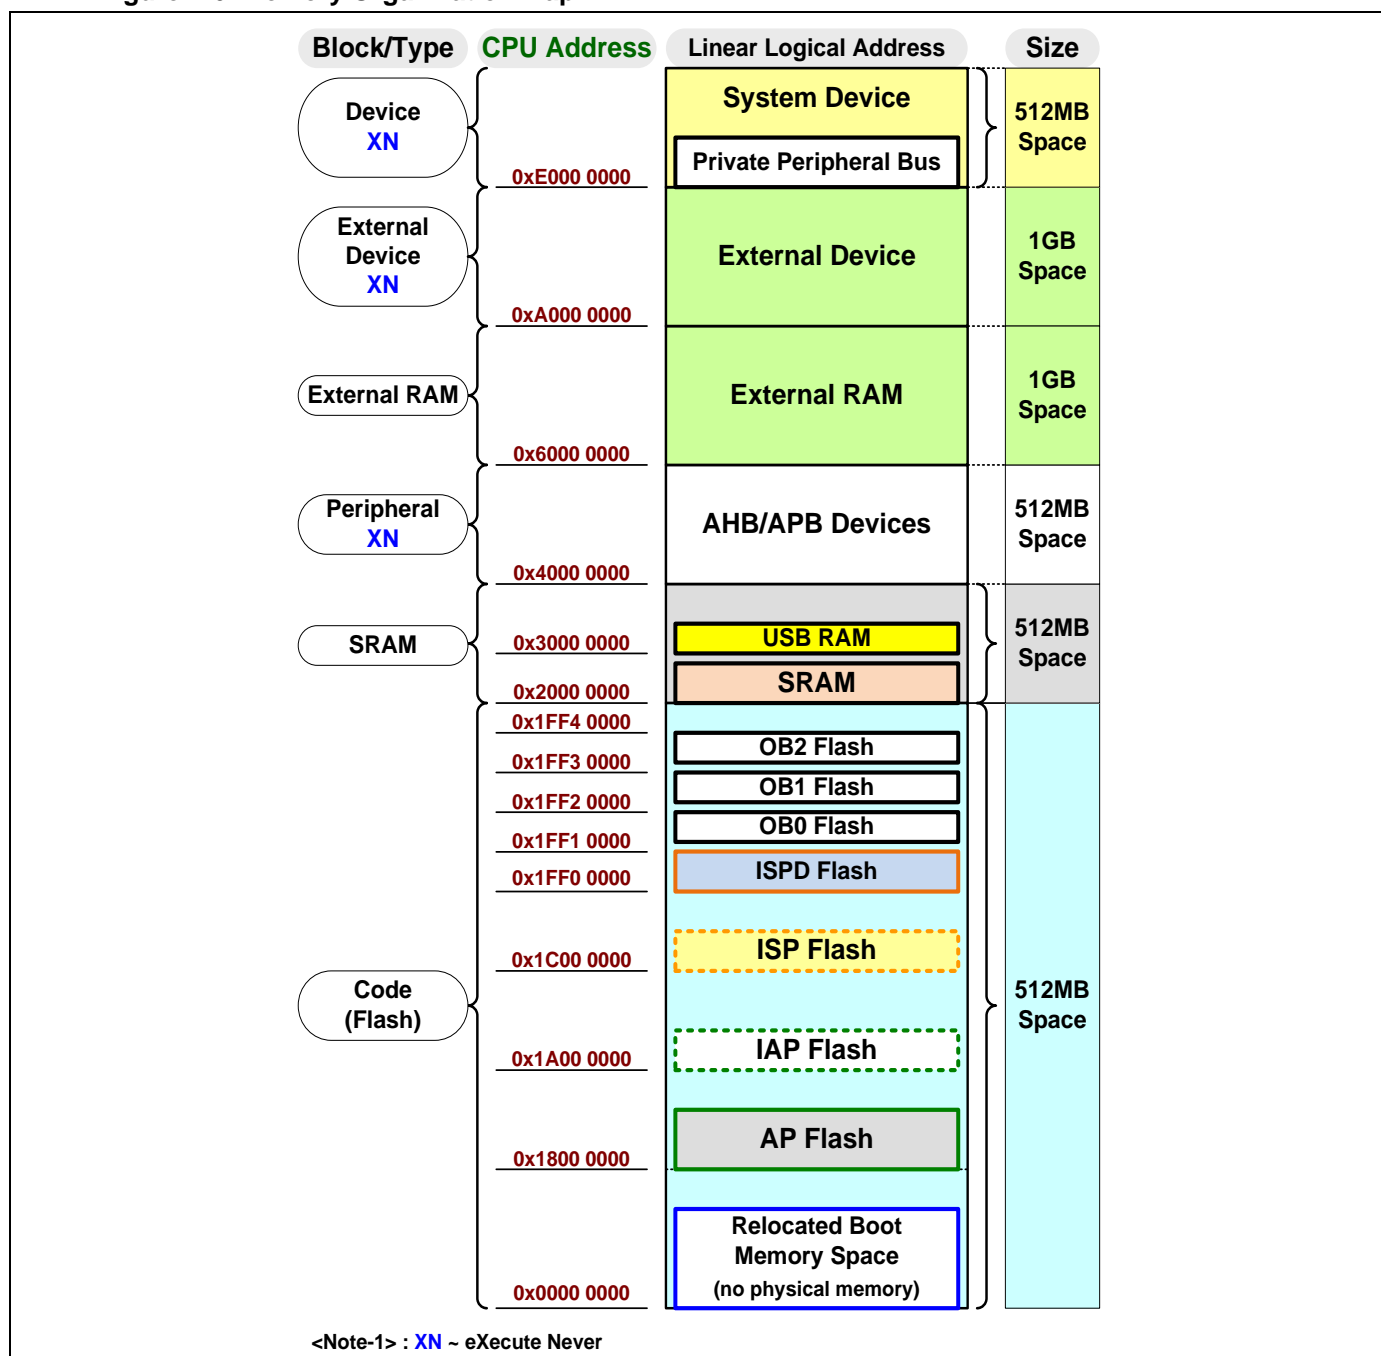 Block/Type CPU Address Linear Logical Address Size
System Device
Device
XN
512MB
Space
Private Peripheral Bus
0xE000 0000
External
Device
XN
External Device
1GB
Space
0xA000 0000
External RAM
External RAM
1GB
Space
0x6000 0000
Peripheral
XN
AHB/APB Devices
512MB
Space
0x4000 0000
SRAM
0x3000 0000
USB RAM
512MB
Space
SRAM
0x2000 0000
0x1FF4 0000
OB2 Flash
0x1FF3 0000
OB1 Flash
0x1FF2 0000
OB0 Flash
0x1FF1 0000
ISPD Flash
0x1FF0 0000
ISP Flash
0x1C00 0000
Code
(Flash)
512MB
Space
IAP Flash
0x1A00 0000
AP Flash
0x1800 0000
Relocated Boot
Memory Space
(no physical memory)
0x0000 0000
<Note-1> : XN ~ eXecute Never